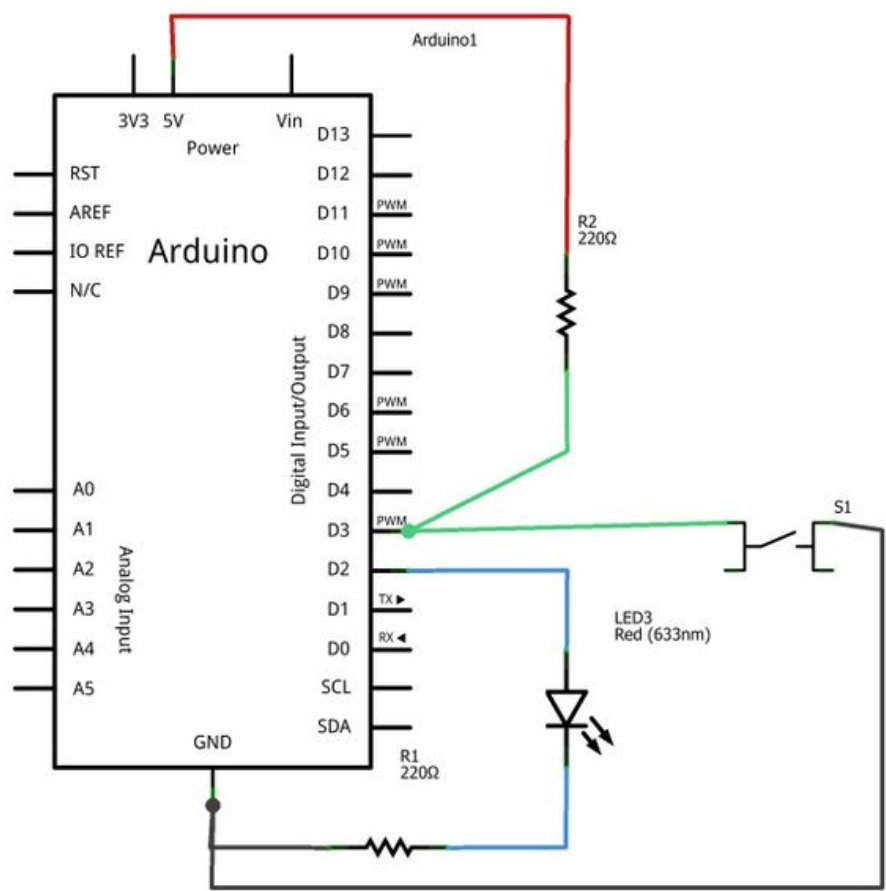 Arduino1
3V3 5V Vin
Power
Arduino
RST
AREF
IO REF
N/C
A0
A1
A2
A3
A4
A5
Analog Input
Digital Input/Output
D13
D12
D11 PWM
D10 PWM
D9 PWM
D8
D7
D6 PWM
D5 PWM
D4
D3 PWM
D2
D1 TX
D0 RX
SCL
SDA
GND
R2
220Ω
S1
LED3
Red (633nm)
R1
220Ω